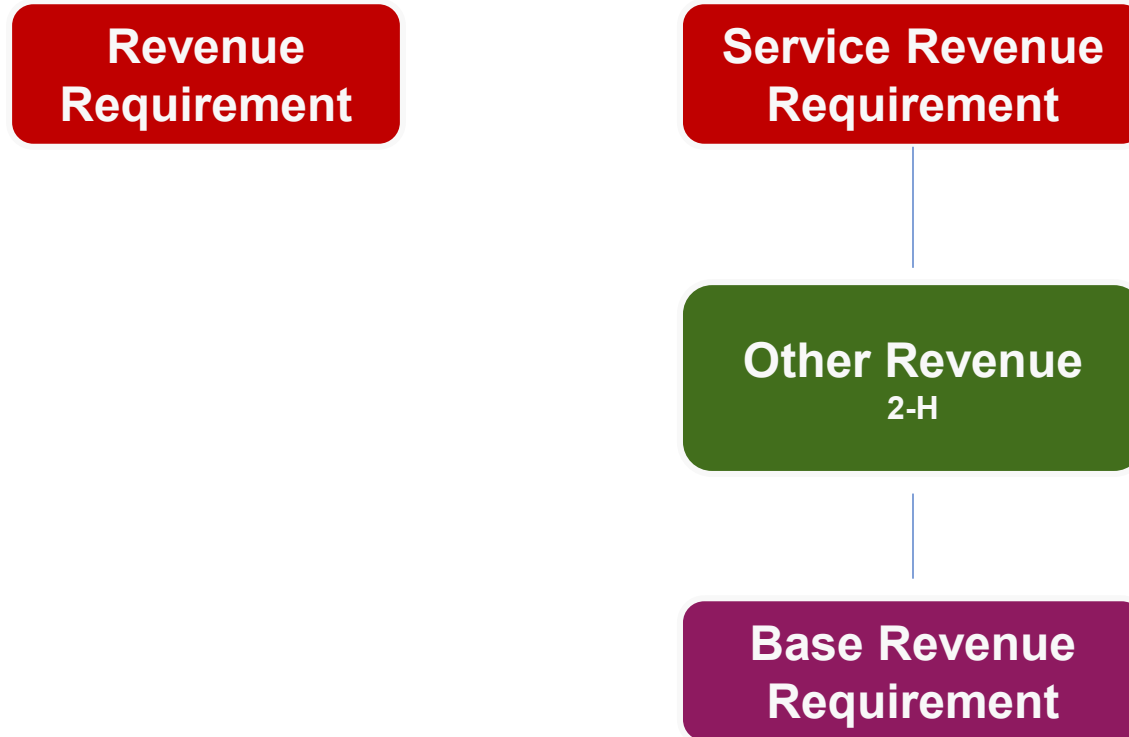 Revenue
Requirement
Service Revenue
Requirement
Other Revenue
2-H
Base Revenue
Requirement